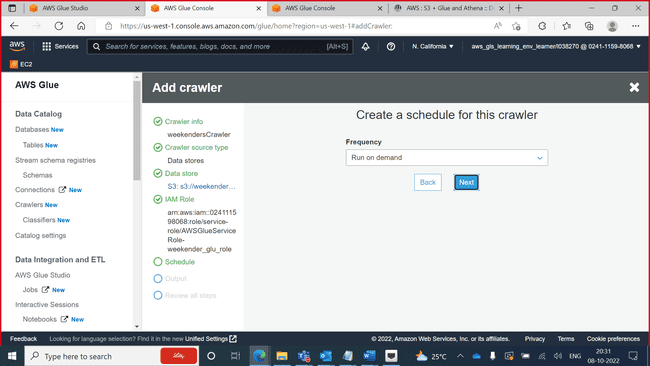 AWS Glue Studio
AWS Glue Console
AWS Glue Console
AWS : S3 + Glue and Athena :: D
https://us-west-1.console.aws.amazon.com/glue/home?region=us-west-1#addCrawler:
aws
Services
Search for services, features, blogs, docs, and more
[Alt+S]
N. California
aws_gls_learning_env_learner/l038270 @ 0241-1159-8068
EC2
AWS Glue
Data Catalog
Databases New
Tables New
Stream schema registries
Schemas
Connections New
Crawlers New
Classifiers New
Catalog settings
Data Integration and ETL
AWS Glue Studio
Jobs New
Interactive Sessions
Notebooks New
Add crawler
Crawler info
weekendersCrawler
Crawler source type
Data stores
Data store
S3: s3://weekender...
IAM Role
arn:aws:iam::0241115
98068:role/service-
role/AWSGlueService
Role-
weekender_glu_role
Schedule
Output
Review all steps
Create a schedule for this crawler
Frequency
Run on demand
Back
Next
Feedback
Looking for language selection? Find it in the new Unified Settings
© 2022, Amazon Web Services, Inc. or its affiliates.
Privacy
Terms
Cookie preferences
Type here to search
25°C
ENG
20:31
08-10-2022